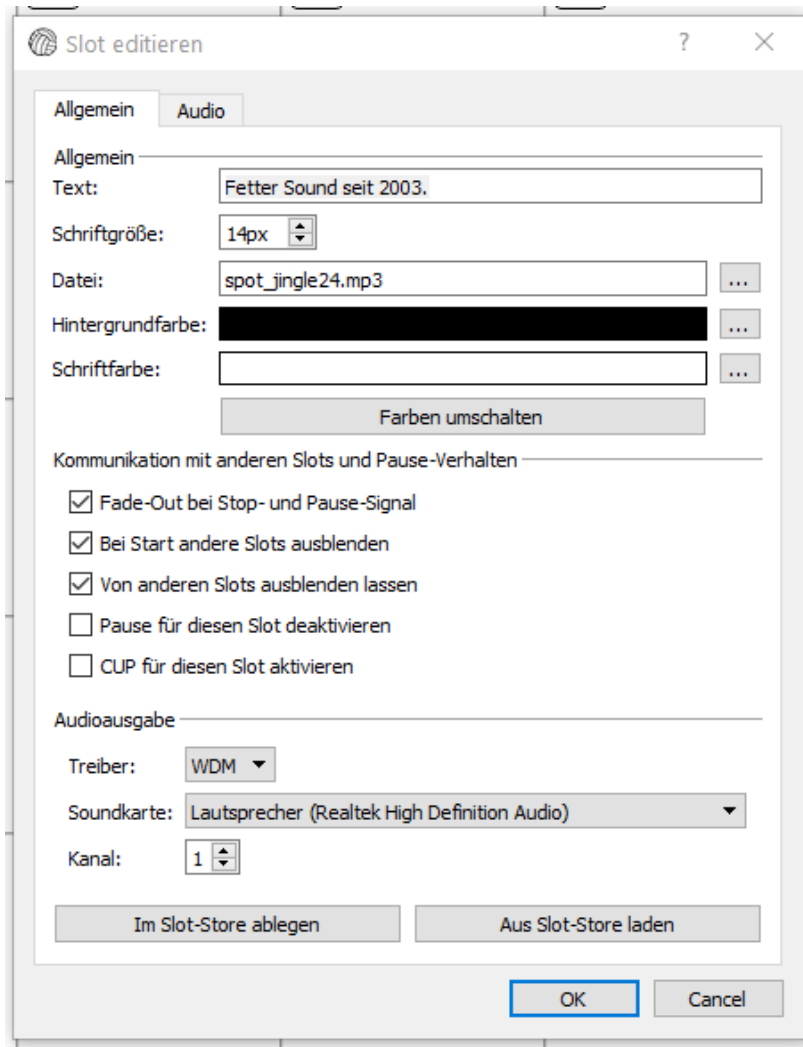 Slot editieren ?
Allgemein Audio
Allgemein
Text: Fetter Sound seit 2003.
Schriftgröße: 14px
Datei: spot_jingle24.mp3 ...
Hintergrundfarbe: ...
Schriftfarbe: ...
Farben umschalten
Kommunikation mit anderen Slots und Pause-Verhalten
Fade-Out bei Stop- und Pause-Signal
Bei Start andere Slots ausblenden
Von anderen Slots ausblenden lassen
Pause für diesen Slot deaktivieren
CUP für diesen Slot aktivieren
Audioausgabe
Treiber: WDM
Soundkarte: Lautsprecher (Realtek High Definition Audio)
Kanal: 1
Im Slot-Store ablegen Aus Slot-Store laden
OK Cancel